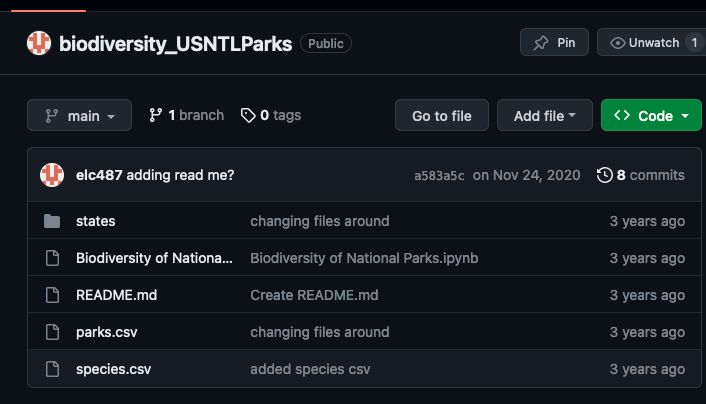 biodiversity_USNTLParks Public Pin Unwatch 1
main 1 branch 0 tags Go to file Add file Code
elc487 adding read me? a583a5c on Nov 24, 2020 8 commits
states changing files around 3 years ago
Biodiversity of Nationa... Biodiversity of National Parks.ipynb 3 years ago
README.md Create README.md 3 years ago
parks.csv changing files around 3 years ago
species.csv added species csv 3 years ago